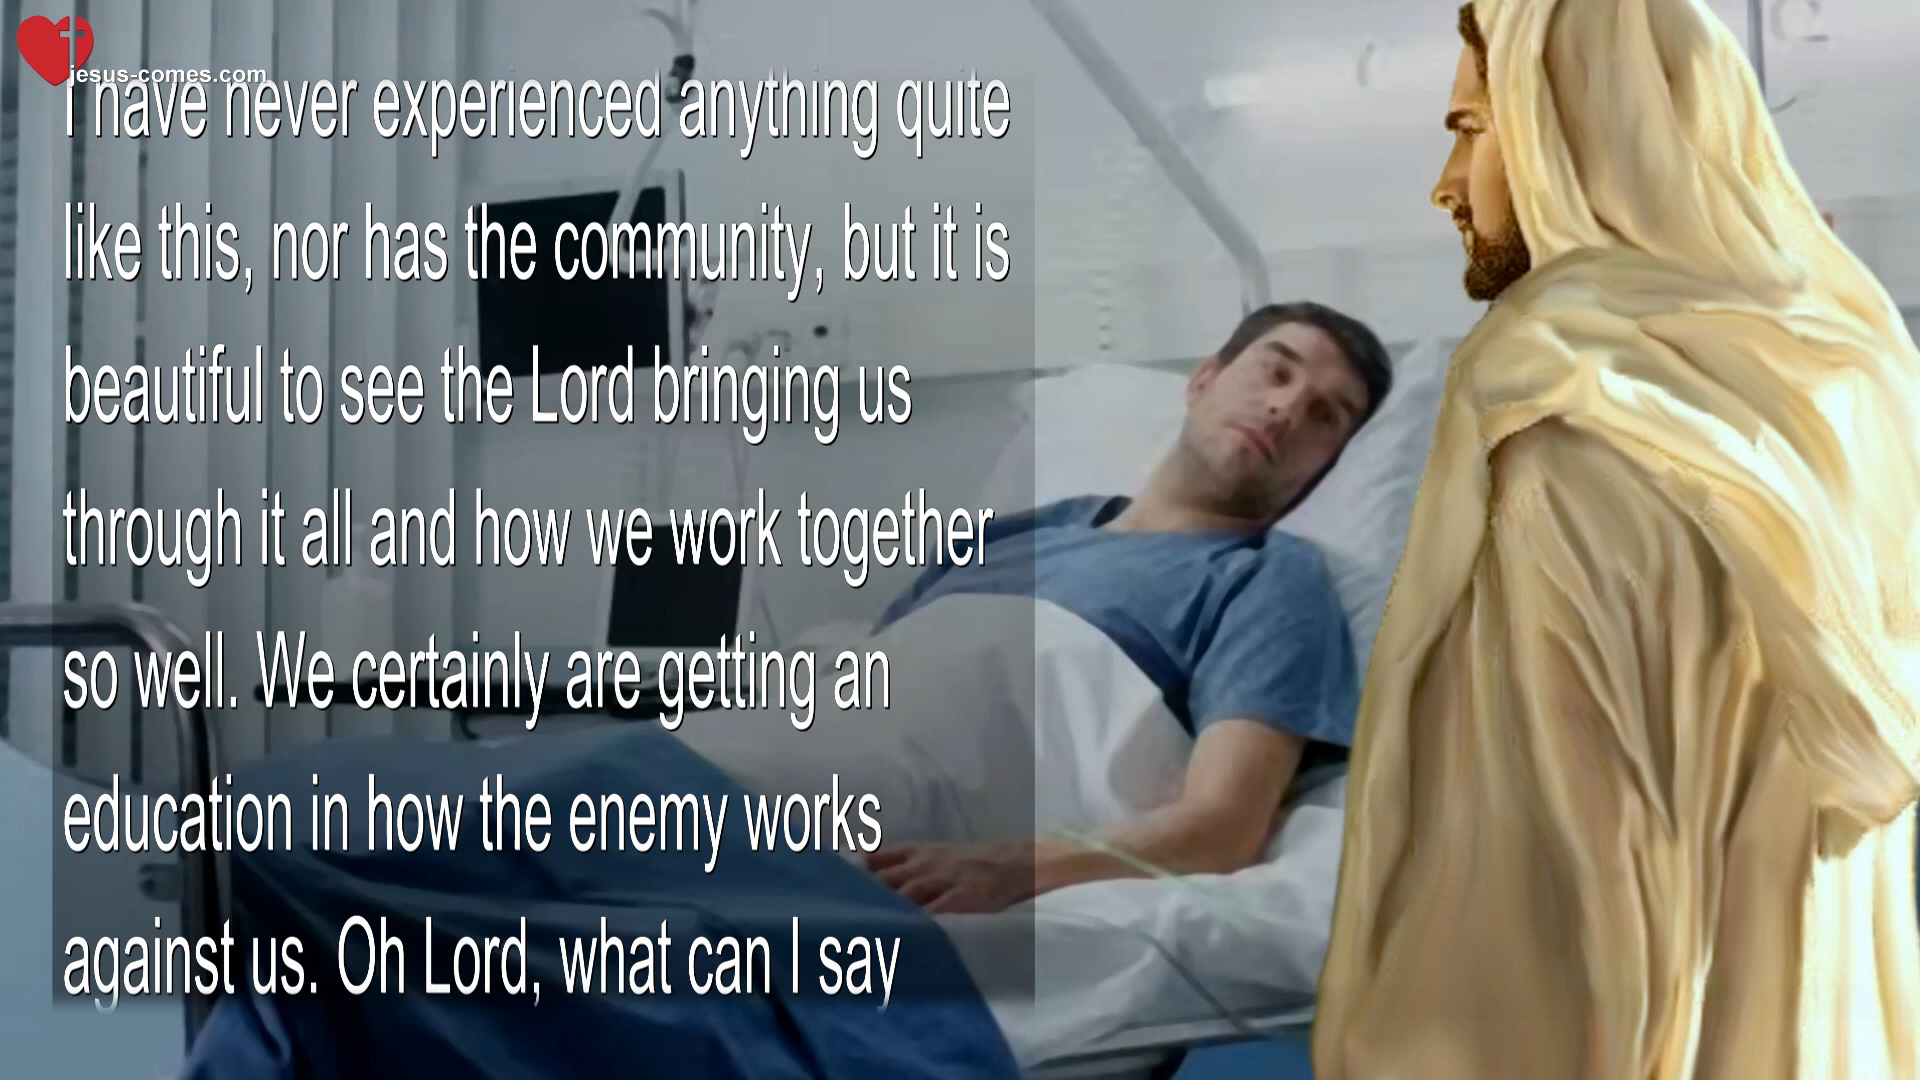 jesus-comes.com
I have never experienced anything quite
like this, nor has the community, but it is
beautiful to see the Lord bringing us
through it all and how we work together
so well. We certainly are getting an
education in how the enemy works
against us. Oh Lord, what can I say